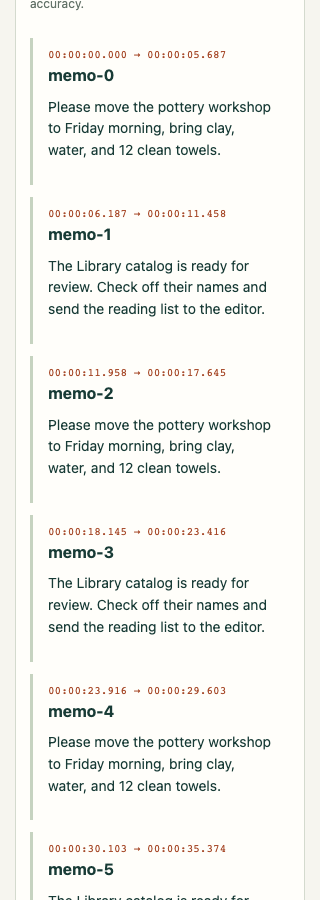 accuracy.
00:00:00.000 → 00:00:05.687
memo-0
Please move the pottery workshop
to Friday morning, bring clay,
water, and 12 clean towels.
00:00:06.187 → 00:00:11.458
memo-1
The Library catalog is ready for
review. Check off their names and
send the reading list to the editor.
00:00:11.958 → 00:00:17.645
memo-2
Please move the pottery workshop
to Friday morning, bring clay,
water, and 12 clean towels.
00:00:18.145 → 00:00:23.416
memo-3
The Library catalog is ready for
review. Check off their names and
send the reading list to the editor.
00:00:23.916 → 00:00:29.603
memo-4
Please move the pottery workshop
to Friday morning, bring clay,
water, and 12 clean towels.
00:00:30.103 → 00:00:35.374
memo-5
The Library catalog is ready for